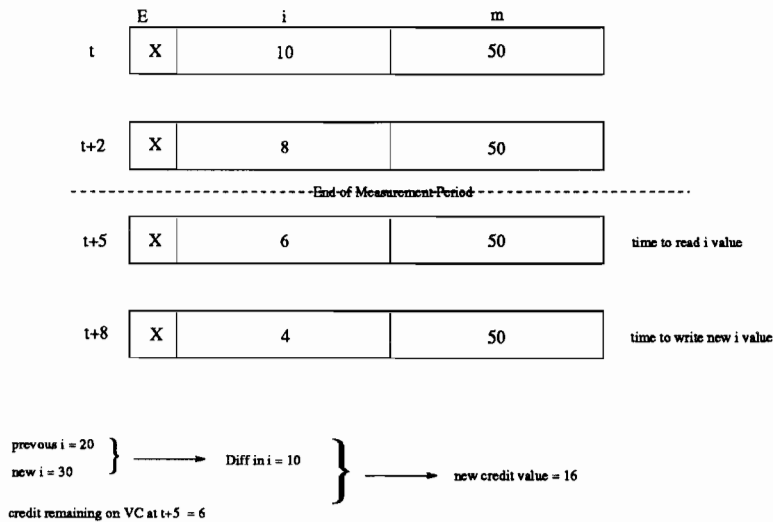 E i m
t X 10 50
t+2 X 8 50
End of Measurement Period
t+5 X 6 50 time to read i value
t+8 X 4 50 time to write new i value
prevous i = 20
new i = 30
Diff in i = 10
new credit value = 16
credit remaining on VC at t+5 = 6